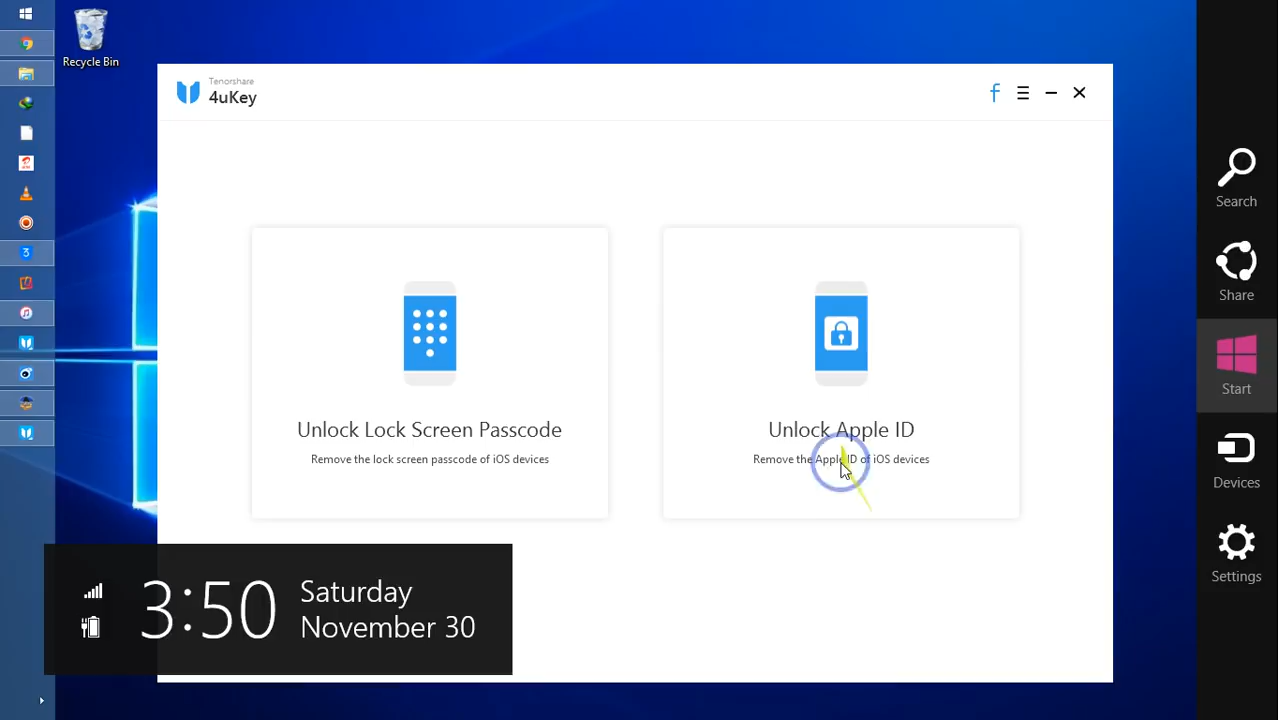 Recycle Bin
Tenorshare
4uKey
Unlock Lock Screen Passcode
Remove the lock screen passcode of iOS devices
Unlock Apple ID
Remove the Apple ID of iOS devices
3:50
Saturday
November 30
Search
Share
Start
Devices
Settings